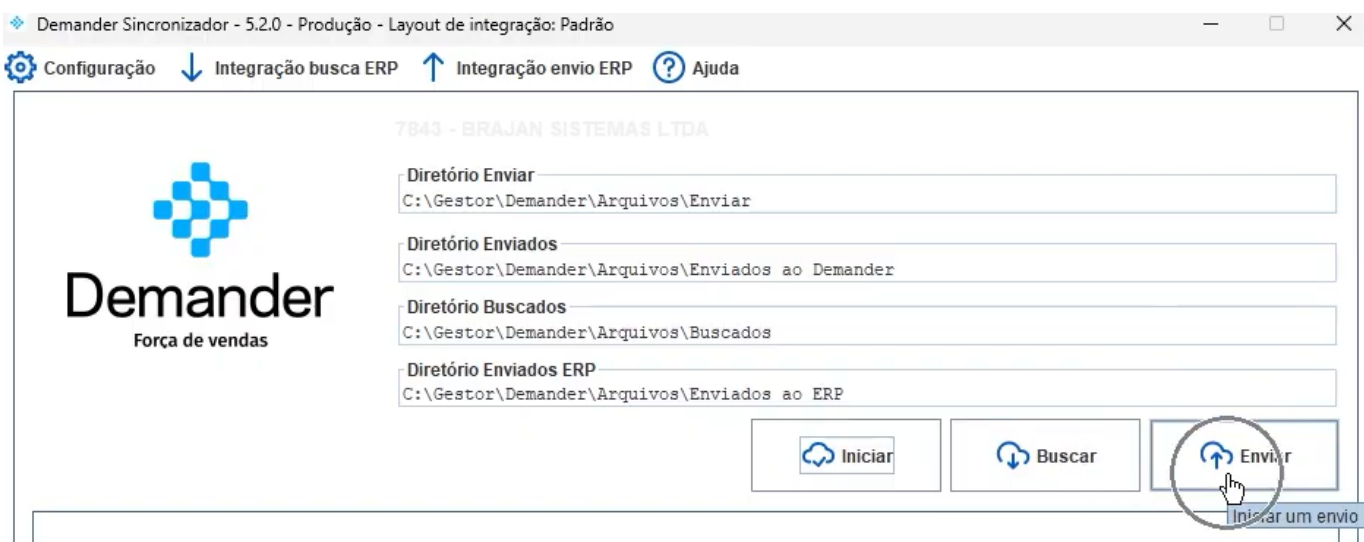 Demander Sincronizador - 5.2.0 - Produção - Layout de integração: Padrão
Configuração Integração busca ERP Integração envio ERP Ajuda
7843 - BRAJAN SISTEMAS LTDA
Demander
Força de vendas
Diretório Enviar
C:\Gestor\Demander\Arquivos\Enviar
Diretório Enviados
C:\Gestor\Demander\Arquivos\Enviados ao Demander
Diretório Buscados
C:\Gestor\Demander\Arquivos\Buscados
Diretório Enviados ERP
C:\Gestor\Demander\Arquivos\Enviados ao ERP
Iniciar Buscar Enviar
Iniciar um envio